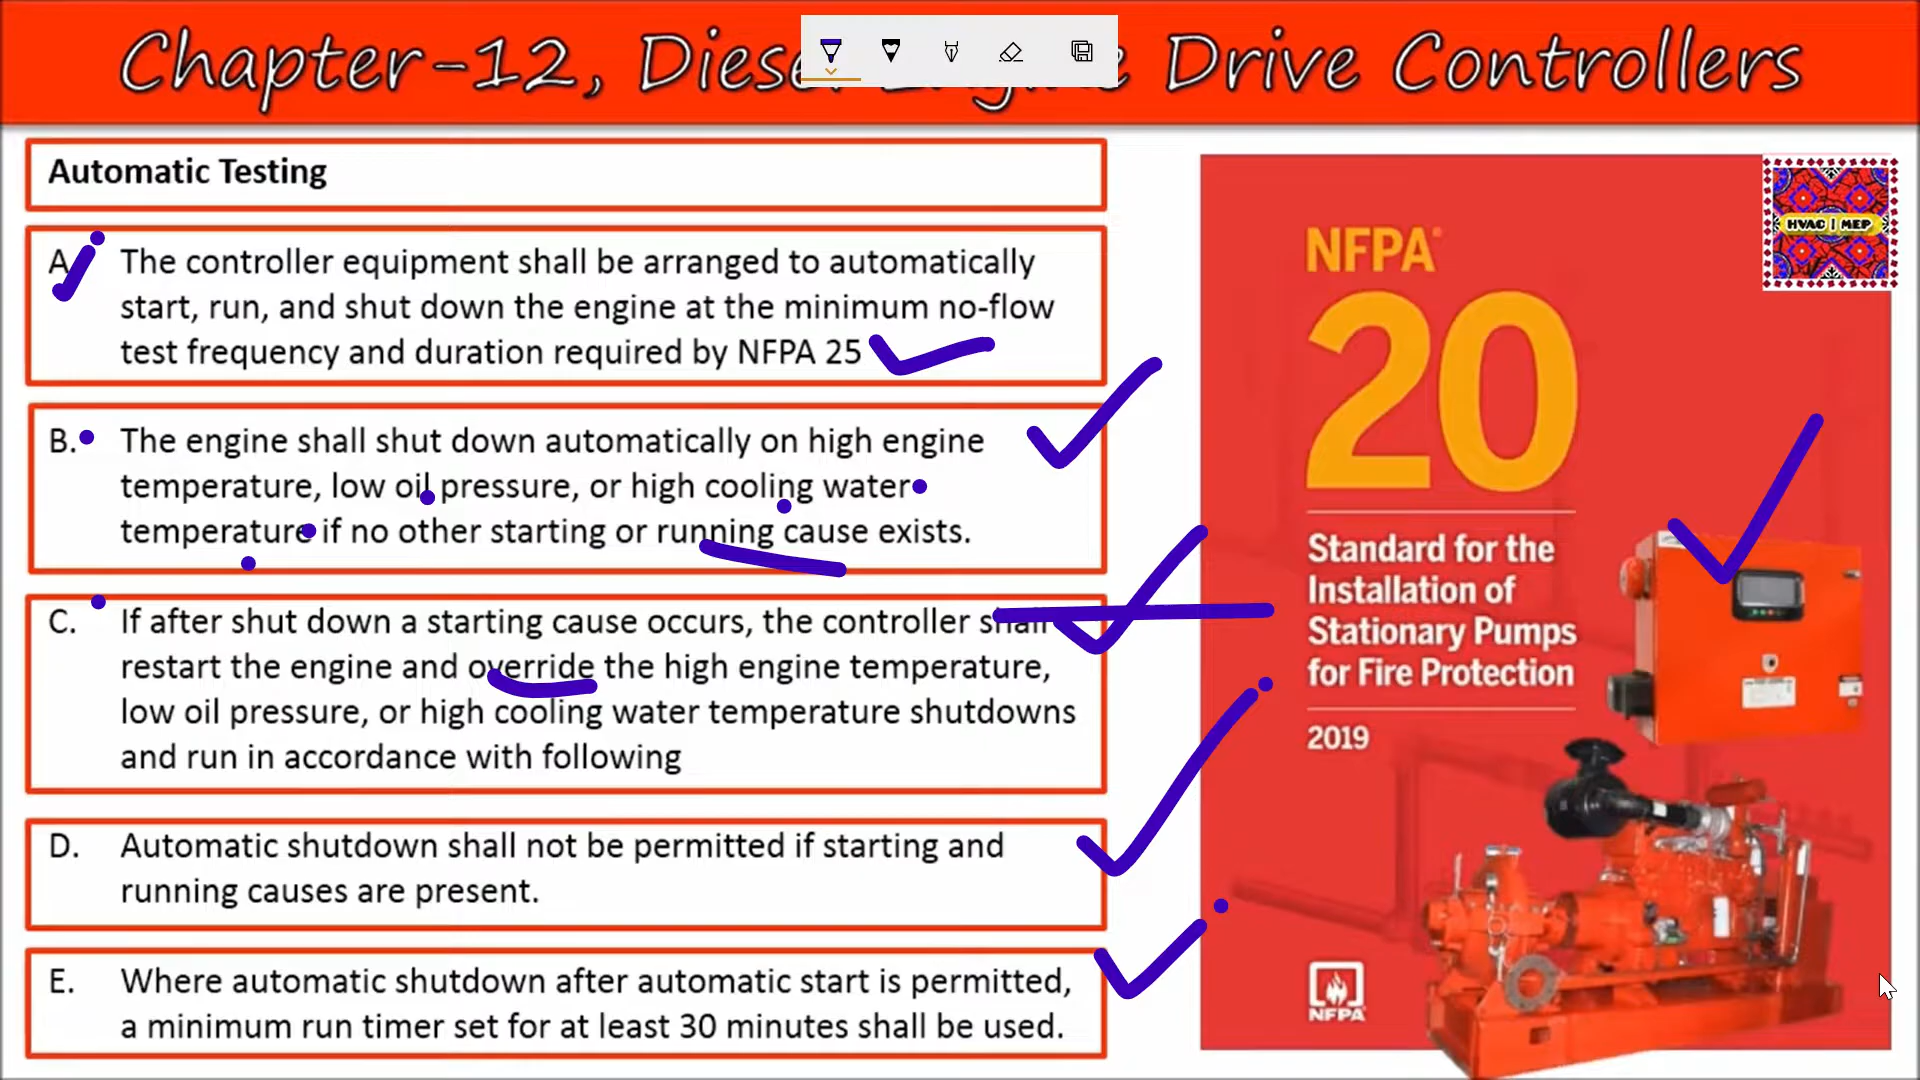 Chapter-12, Diesel Engine Drive Controllers
Automatic Testing
A. The controller equipment shall be arranged to automatically
start, run, and shut down the engine at the minimum no-flow
test frequency and duration required by NFPA 25
B. The engine shall shut down automatically on high engine
temperature, low oil pressure, or high cooling water
temperature if no other starting or running cause exists.
C. If after shut down a starting cause occurs, the controller shall
restart the engine and override the high engine temperature,
low oil pressure, or high cooling water temperature shutdowns
and run in accordance with following
D. Automatic shutdown shall not be permitted if starting and
running causes are present.
E. Where automatic shutdown after automatic start is permitted,
a minimum run timer set for at least 30 minutes shall be used.
HVAC | MEP
NFPA®
20
Standard for the
Installation of
Stationary Pumps
for Fire Protection
2019
NFPA